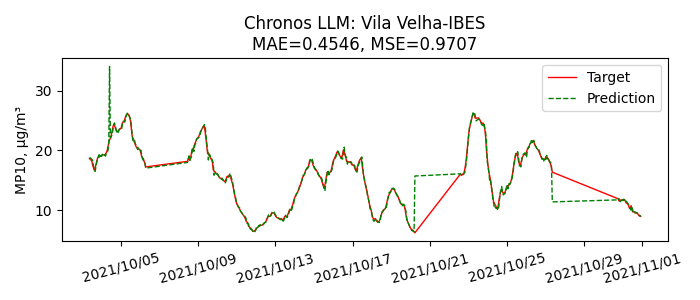 Chronos LLM: Vila Velha-IBES
MAE=0.4546, MSE=0.9707
Target
Prediction
MP10, µg/m³
30
20
10
2021/10/05
2021/10/09
2021/10/13
2021/10/17
2021/10/21
2021/10/25
2021/10/29
2021/11/01